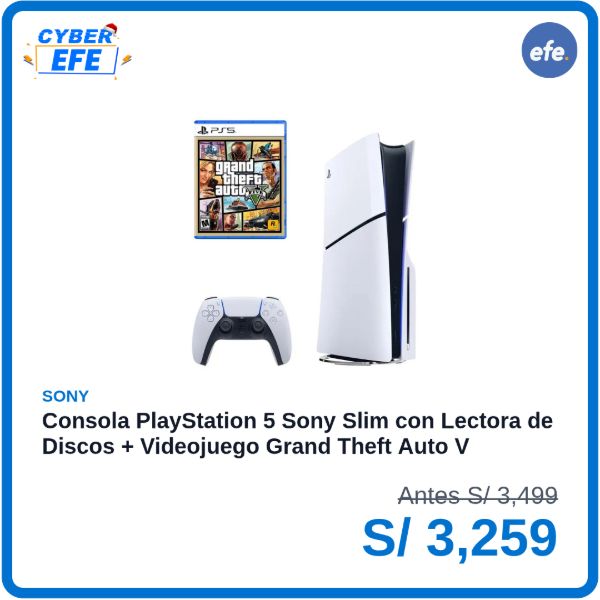 CYBER
EFE
efe.
PS5
grand
theft
auto V
M
R
SONY
Consola PlayStation 5 Sony Slim con Lectora de
Discos + Videojuego Grand Theft Auto V
Antes S/ 3,499
S/ 3,259